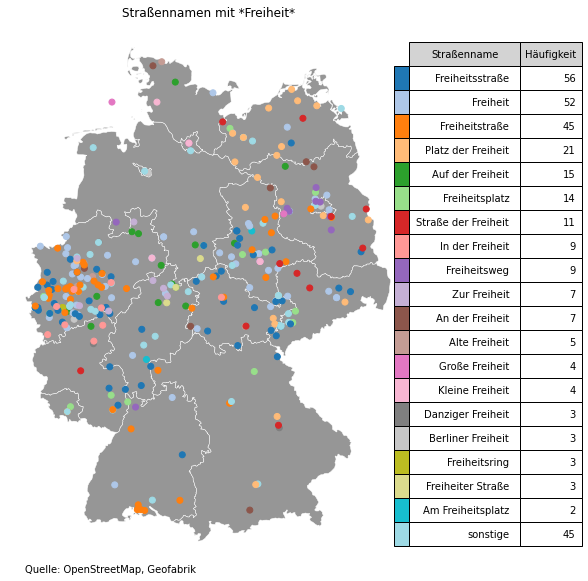 Straßennamen mit *Freiheit*
Straßenname Häufigkeit
Freiheitsstraße 56
Freiheit 52
Freiheitstraße 45
Platz der Freiheit 21
Auf der Freiheit 15
Freiheitsplatz 14
Straße der Freiheit 11
In der Freiheit 9
Freiheitsweg 9
Zur Freiheit 7
An der Freiheit 7
Alte Freiheit 5
Große Freiheit 4
Kleine Freiheit 4
Danziger Freiheit 3
Berliner Freiheit 3
Freiheitsring 3
Freiheiter Straße 3
Am Freiheitsplatz 2
sonstige 45
Quelle: OpenStreetMap, Geofabrik